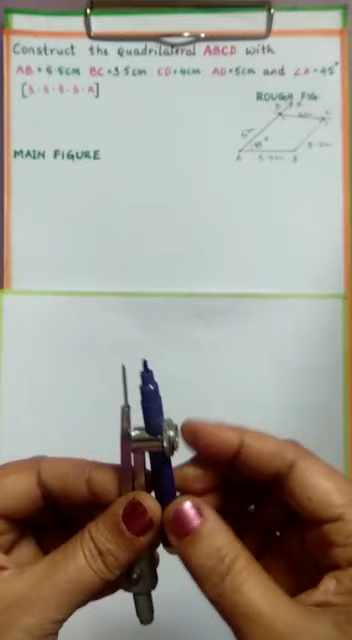 Construct the quadrilateral ABCD with
AB = 5.5cm BC = 3.5cm CD = 4cm AD = 5cm and ∠A = 45°
[S-S-S-S-A]
ROUGH FIG
MAIN FIGURE
D
45°
A
B